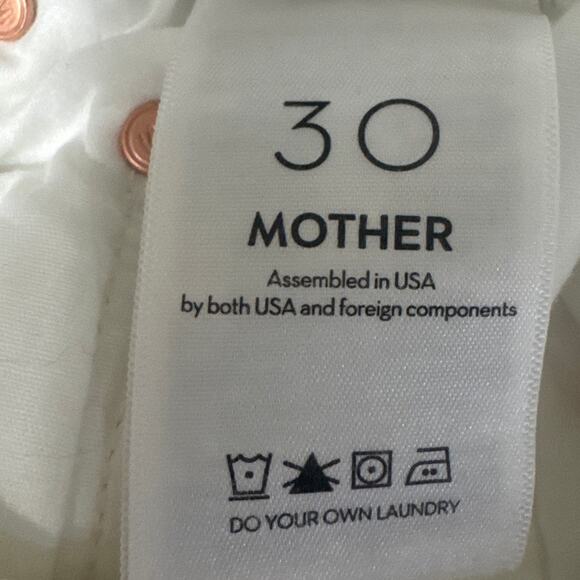 30
MOTHER
Assembled in USA
by both USA and foreign components
DO YOUR OWN LAUNDRY